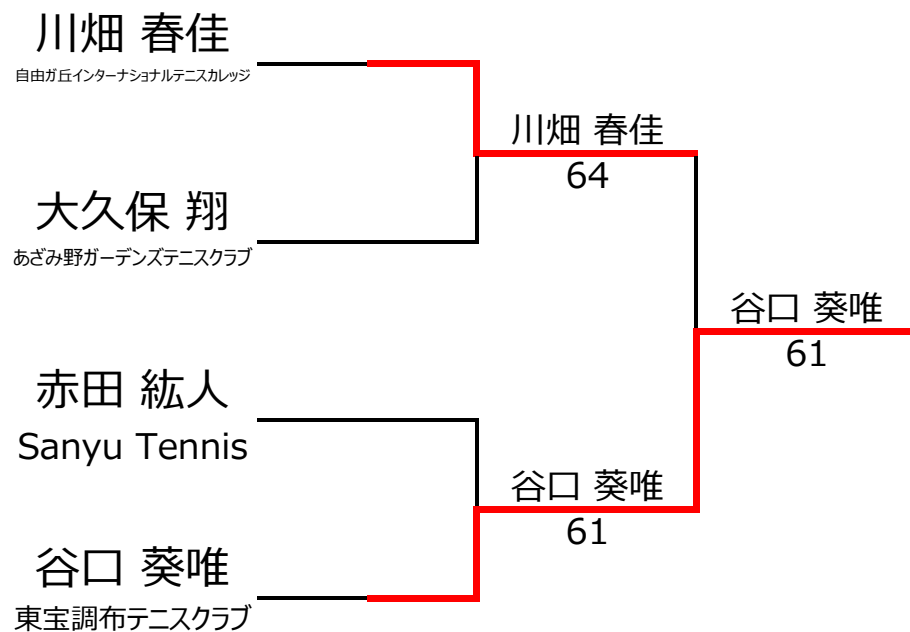 川畑 春佳
自由ガ丘インターナショナルテニスカレッジ
川畑 春佳
64
大久保 翔
あざみ野ガーデンズテニスクラブ
谷口 葵唯
61
赤田 紘人
Sanyu Tennis
谷口 葵唯
61
谷口 葵唯
東宝調布テニスクラブ